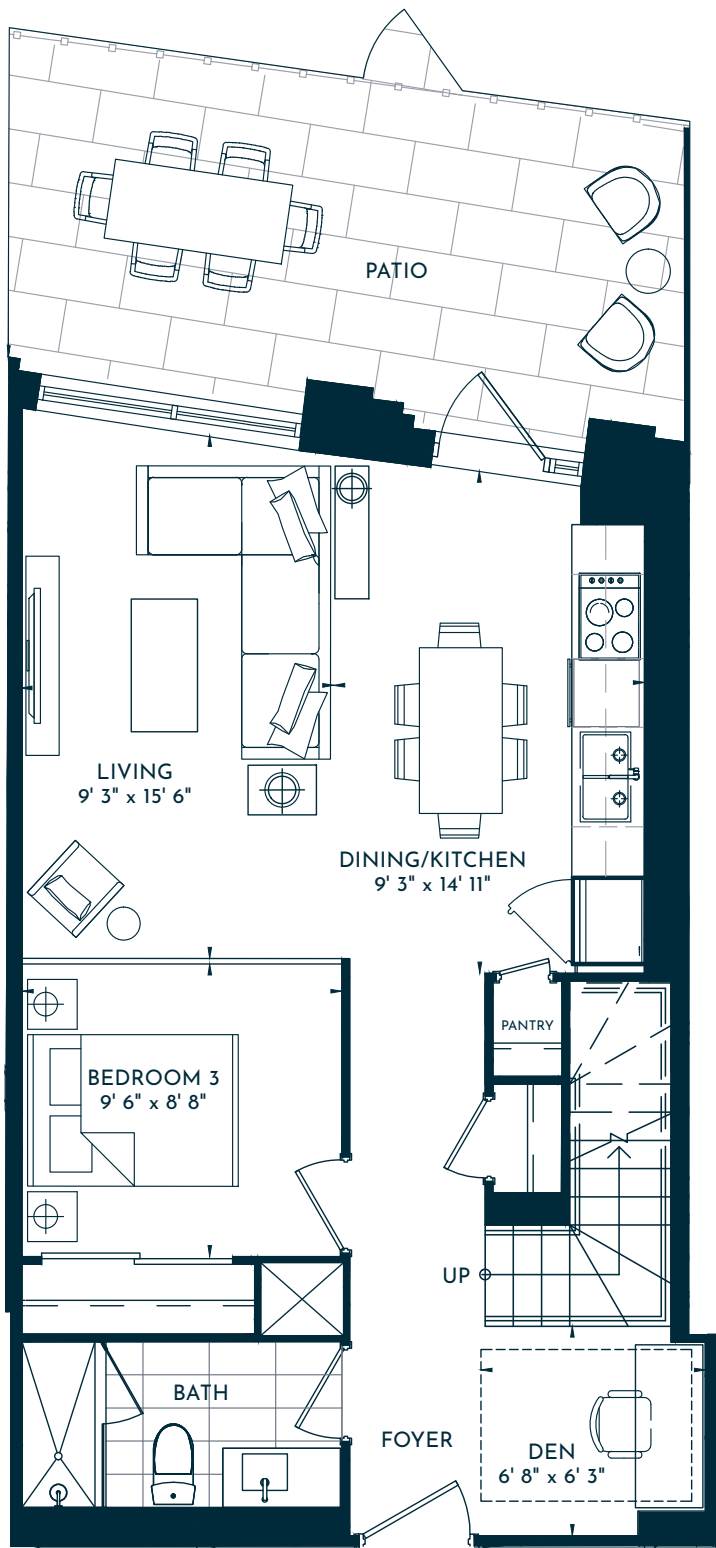 PATIO
LIVING
9' 3" x 15' 6"
DINING/KITCHEN
9' 3" x 14' 11"
PANTRY
BEDROOM 3
9' 6" x 8' 8"
UP
BATH
FOYER
DEN
6' 8" x 6' 3"